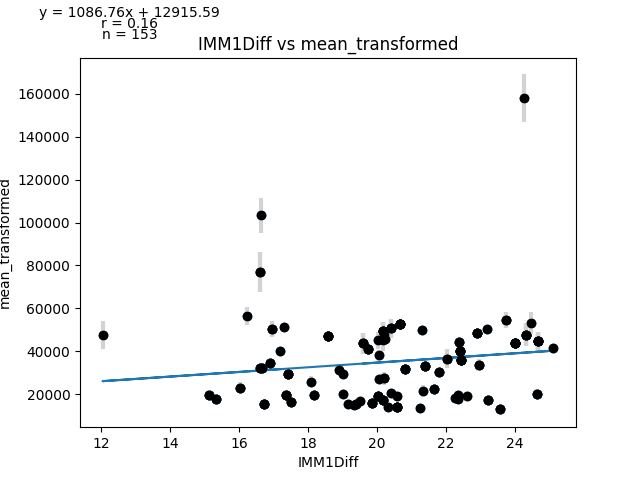 y = 1086.76x + 12915.59
r = 0.16
n = 153
IMM1Diff vs mean_transformed
mean_transformed
160000
140000
120000
100000
80000
60000
40000
20000
12 14 16 18 20 22 24
IMM1Diff